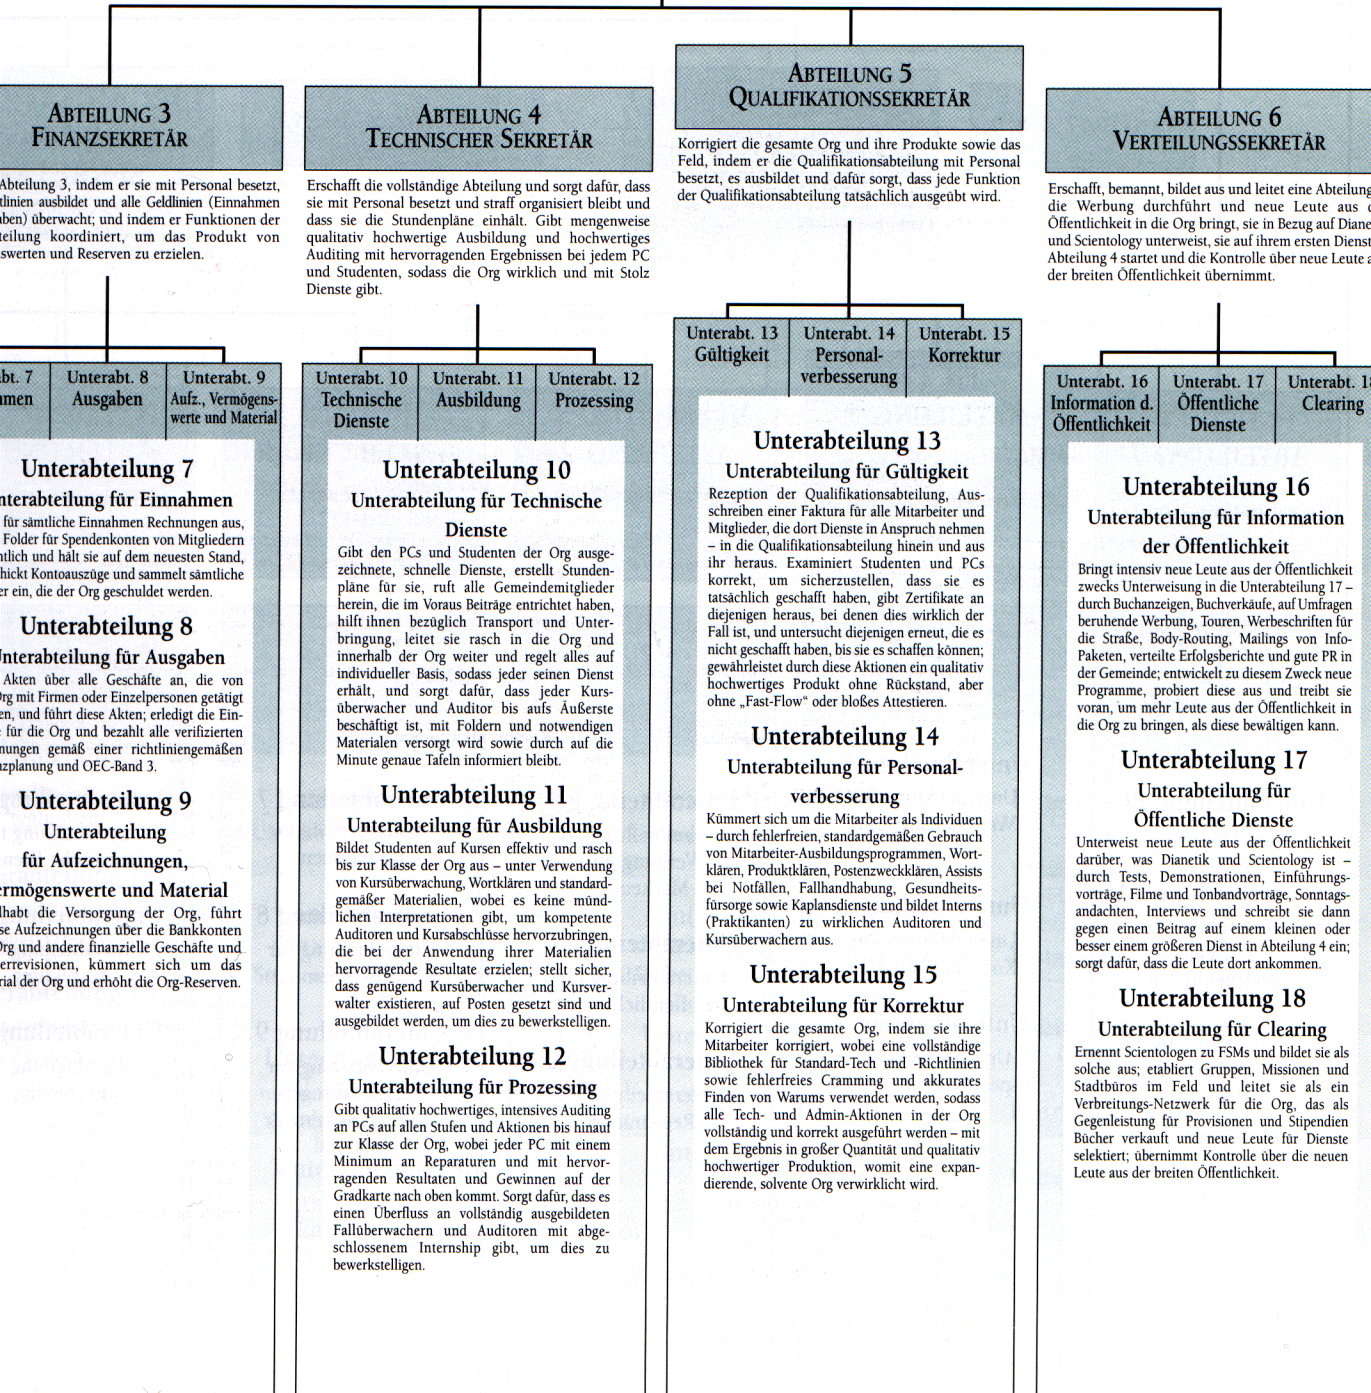 ABTEILUNG 3
FINANZSEKRETÄR
Abteilung 3, indem er sie mit Personal besetzt,
ausbildet und alle Geldlinien (Einnahmen
überwacht; und indem er Funktionen der
koordiniert, um das Produkt von
und Reserven zu erzielen.
Unterabt. 8
Ausgaben
Unterabt. 9
Aufz., Vermögens-
werte und Material
Unterabteilung 7
für Einnahmen
für sämtliche Einnahmen Rechnungen aus,
Folder für Spendenkonten von Mitgliedern
und hält sie auf dem neuesten Stand,
Kontoauszüge und sammelt sämtliche
ein, die der Org geschuldet werden.
Unterabteilung 8
für Ausgaben
Akten über alle Geschäfte an, die von
mit Firmen oder Einzelpersonen getätigt
und führt diese Akten; erledigt die Ein-
für die Org und bezahlt alle verifizierten
gemäß einer richtliniengemäßen
und OEC-Band 3.
Unterabteilung 9
Unterabteilung
für Aufzeichnungen,
und Material
die Versorgung der Org, führt
Aufzeichnungen über die Bankkonten
und andere finanzielle Geschäfte und
kümmert sich um das
der Org und erhöht die Org-Reserven.
ABTEILUNG 4
TECHNISCHER SEKRETÄR
Erschafft die vollständige Abteilung und sorgt dafür, dass
sie mit Personal besetzt und straff organisiert bleibt und
dass sie die Stundenpläne einhält. Gibt mengenweise
qualitativ hochwertige Ausbildung und hochwertiges
Auditing mit hervorragenden Ergebnissen bei jedem PC
und Studenten, sodass die Org wirklich und mit Stolz
Dienste gibt.
Unterabt. 10
Technische
Dienste
Unterabt. 11
Ausbildung
Unterabt. 12
Prozessing
Unterabteilung 10
Unterabteilung für Technische
Dienste
Gibt den PCs und Studenten der Org ausge-
zeichnete, schnelle Dienste, erstellt Stunden-
pläne für sie, ruft alle Gemeindemitglieder
herein, die im Voraus Beiträge entrichtet haben,
hilft ihnen bezüglich Transport und Unter-
bringung, leitet sie rasch in die Org und
innerhalb der Org weiter und regelt alles auf
individueller Basis, sodass jeder seinen Dienst
erhält, und sorgt dafür, dass jeder Kurs-
überwacher und Auditor bis aufs Äußerste
beschäftigt ist, mit Foldern und notwendigen
Materialen versorgt wird sowie durch auf die
Minute genaue Tafeln informiert bleibt.
Unterabteilung 11
Unterabteilung für Ausbildung
Bildet Studenten auf Kursen effektiv und rasch
bis zur Klasse der Org aus – unter Verwendung
von Kursüberwachung, Wortklären und standard-
gemäßer Materialien, wobei es keine münd-
lichen Interpretationen gibt, um kompetente
Auditoren und Kursabschlüsse hervorzubringen,
die bei der Anwendung ihrer Materialien
hervorragende Resultate erzielen; stellt sicher,
dass genügend Kursüberwacher und Kursver-
walter existieren, auf Posten gesetzt sind und
ausgebildet werden, um dies zu bewerkstelligen.
Unterabteilung 12
Unterabteilung für Prozessing
Gibt qualitativ hochwertiges, intensives Auditing
an PCs auf allen Stufen und Aktionen bis hinauf
zur Klasse der Org, wobei jeder PC mit einem
Minimum an Reparaturen und mit hervor-
ragenden Resultaten und Gewinnen auf der
Gradkarte nach oben kommt. Sorgt dafür, dass es
einen Überfluss an vollständig ausgebildeten
Fallüberwachern und Auditoren mit abge-
schlossenem Internship gibt, um dies zu
bewerkstelligen.
ABTEILUNG 5
QUALIFIKATIONSSEKRETÄR
Korrigiert die gesamte Org und ihre Produkte sowie das
Feld, indem er die Qualifikationsabteilung mit Personal
besetzt, es ausbildet und dafür sorgt, dass jede Funktion
der Qualifikationsabteilung tatsächlich ausgeübt wird.
Unterabt. 13
Gültigkeit
Unterabt. 14
Personal-
verbesserung
Unterabt. 15
Korrektur
Unterabteilung 13
Unterabteilung für Gültigkeit
Rezeption der Qualifikationsabteilung, Aus-
schreiben einer Faktura für alle Mitarbeiter und
Mitglieder, die dort Dienste in Anspruch nehmen
– in die Qualifikationsabteilung hinein und aus
ihr heraus. Examiniert Studenten und PCs
korrekt, um sicherzustellen, dass sie es
tatsächlich geschafft haben, gibt Zertifikate an
diejenigen heraus, bei denen dies wirklich der
Fall ist, und untersucht diejenigen erneut, die es
nicht geschafft haben, bis sie es schaffen können;
gewährleistet durch diese Aktionen ein qualitativ
hochwertiges Produkt ohne Rückstand, aber
ohne „Fast-Flow“ oder bloßes Attestieren.
Unterabteilung 14
Unterabteilung für Personal-
verbesserung
Kümmert sich um die Mitarbeiter als Individuen
– durch fehlerfreien, standardgemäßen Gebrauch
von Mitarbeiter-Ausbildungsprogrammen, Wort-
klären, Produktklären, Postenzweckklären, Assists
bei Notfällen, Fallhandhabung, Gesundheits-
fürsorge sowie Kaplansdienste und bildet Interns
(Praktikanten) zu wirklichen Auditoren und
Kursüberwachern aus.
Unterabteilung 15
Unterabteilung für Korrektur
Korrigiert die gesamte Org, indem sie ihre
Mitarbeiter korrigiert, wobei eine vollständige
Bibliothek für Standard-Tech und -Richtlinien
sowie fehlerfreies Cramming und akkurates
Finden von Warums verwendet werden, sodass
alle Tech- und Admin-Aktionen in der Org
vollständig und korrekt ausgeführt werden – mit
dem Ergebnis in großer Quantität und qualitativ
hochwertiger Produktion, womit eine expan-
dierende, solvente Org verwirklicht wird.
ABTEILUNG 6
VERTEILUNGSSEKRETÄR
Erschafft, bemannt, bildet aus und leitet eine Abteilung
die Werbung durchführt und neue Leute aus
Öffentlichkeit in die Org bringt, sie in Bezug auf
und Scientology unterweist, sie auf ihrem ersten Dienst
Abteilung 4 startet und die Kontrolle über neue Leute
der breiten Öffentlichkeit übernimmt.
Unterabt. 16
Information d.
Öffentlichkeit
Unterabt. 17
Öffentliche
Dienste
Unterabt. 18
Clearing
Unterabteilung 16
Unterabteilung für Information
der Öffentlichkeit
Bringt intensiv neue Leute aus der Öffentlichkeit
zwecks Unterweisung in die Unterabteilung 17 –
durch Buchanzeigen, Buchverkäufe, auf Umfragen
beruhende Werbung, Touren, Werbeschriften für
die Straße, Body-Routing, Mailings von Info-
Paketen, verteilte Erfolgsberichte und gute PR in
der Gemeinde; entwickelt zu diesem Zweck neue
Programme, probiert diese aus und treibt sie
voran, um mehr Leute aus der Öffentlichkeit in
die Org zu bringen, als diese bewältigen kann.
Unterabteilung 17
Unterabteilung für
Öffentliche Dienste
Unterweist neue Leute aus der Öffentlichkeit
darüber, was Dianetik und Scientology ist –
durch Tests, Demonstrationen, Einführungs-
vorträge, Filme und Tonbandvorträge, Sonntags-
andachten, Interviews und schreibt sie dann
gegen einen Beitrag auf einem kleinen oder
besser einem größeren Dienst in Abteilung 4 ein;
sorgt dafür, dass die Leute dort ankommen.
Unterabteilung 18
Unterabteilung für Clearing
Ernennt Scientologen zu FSMs und bildet sie als
solche aus; etabliert Gruppen, Missionen und
Stadtbüros im Feld und leitet sie als ein
Verbreitungs-Netzwerk für die Org, das als
Gegenleistung für Provisionen und Stipendien
Bücher verkauft und neue Leute für Dienste
selektiert; übernimmt Kontrolle über die neuen
Leute aus der breiten Öffentlichkeit.